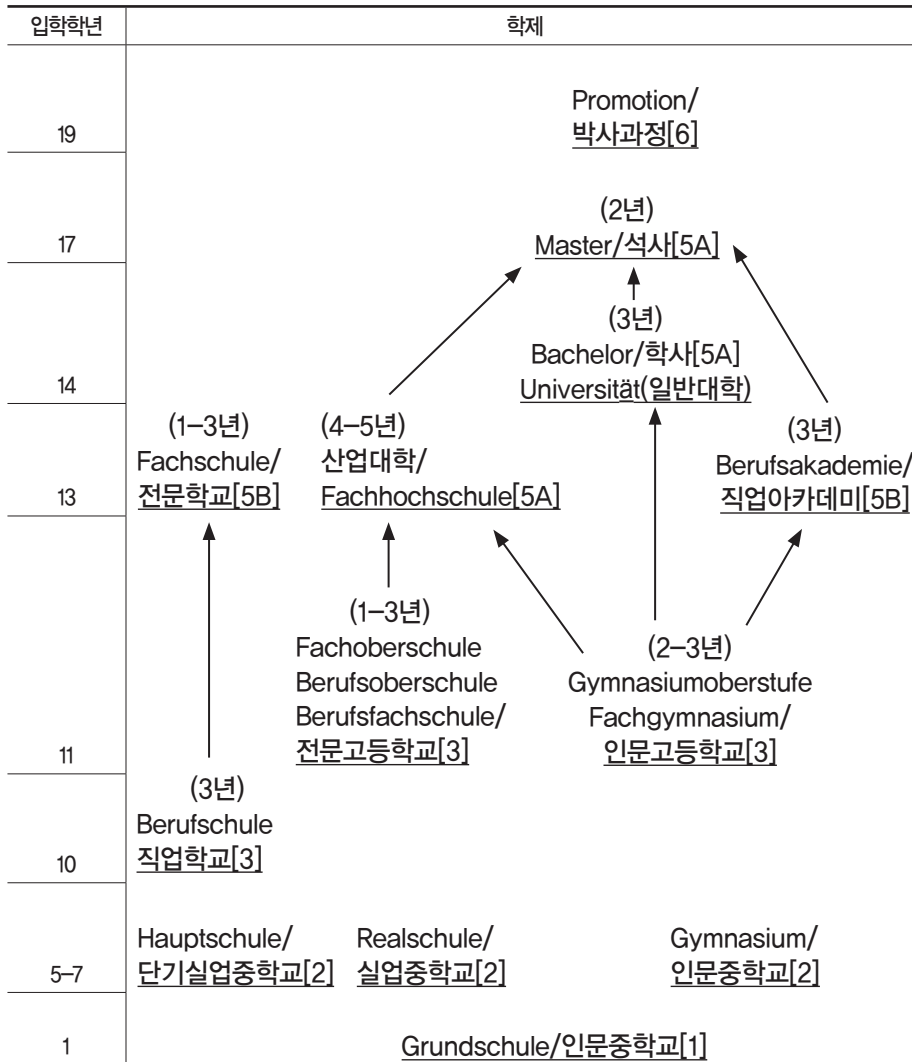 입학학년
학제
19
Promotion/
박사과정[6]
17
(2년)
Master/석사[5A]
14
(3년)
Bachelor/학사[5A]
Universität(일반대학)
13
(1–3년)
Fachschule/
전문학교[5B]
(4–5년)
산업대학/
Fachhochschule[5A]
(3년)
Berufsakademie/
직업아카데미[5B]
11
(1–3년)
Fachoberschule
Berufsoberschule
Berufsfachschule/
전문고등학교[3]
(2–3년)
Gymnasiumoberstufe
Fachgymnasium/
인문고등학교[3]
10
(3년)
Berufschule
직업학교[3]
5–7
Hauptschule/
단기실업중학교[2]
Realschule/
실업중학교[2]
Gymnasium/
인문중학교[2]
1
Grundschule/인문중학교[1]